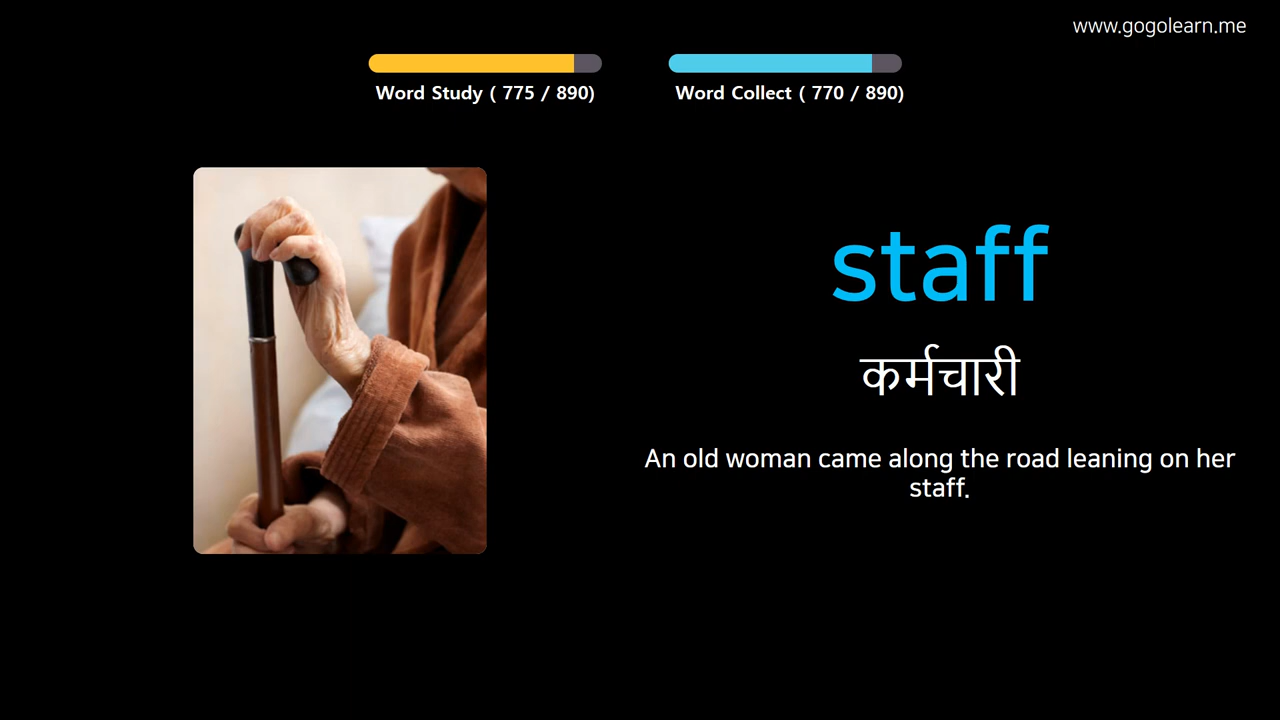 www.gogolearn.me
Word Study ( 775 / 890)
Word Collect ( 770 / 890)
staff
कर्मचारी
An old woman came along the road leaning on her
staff.